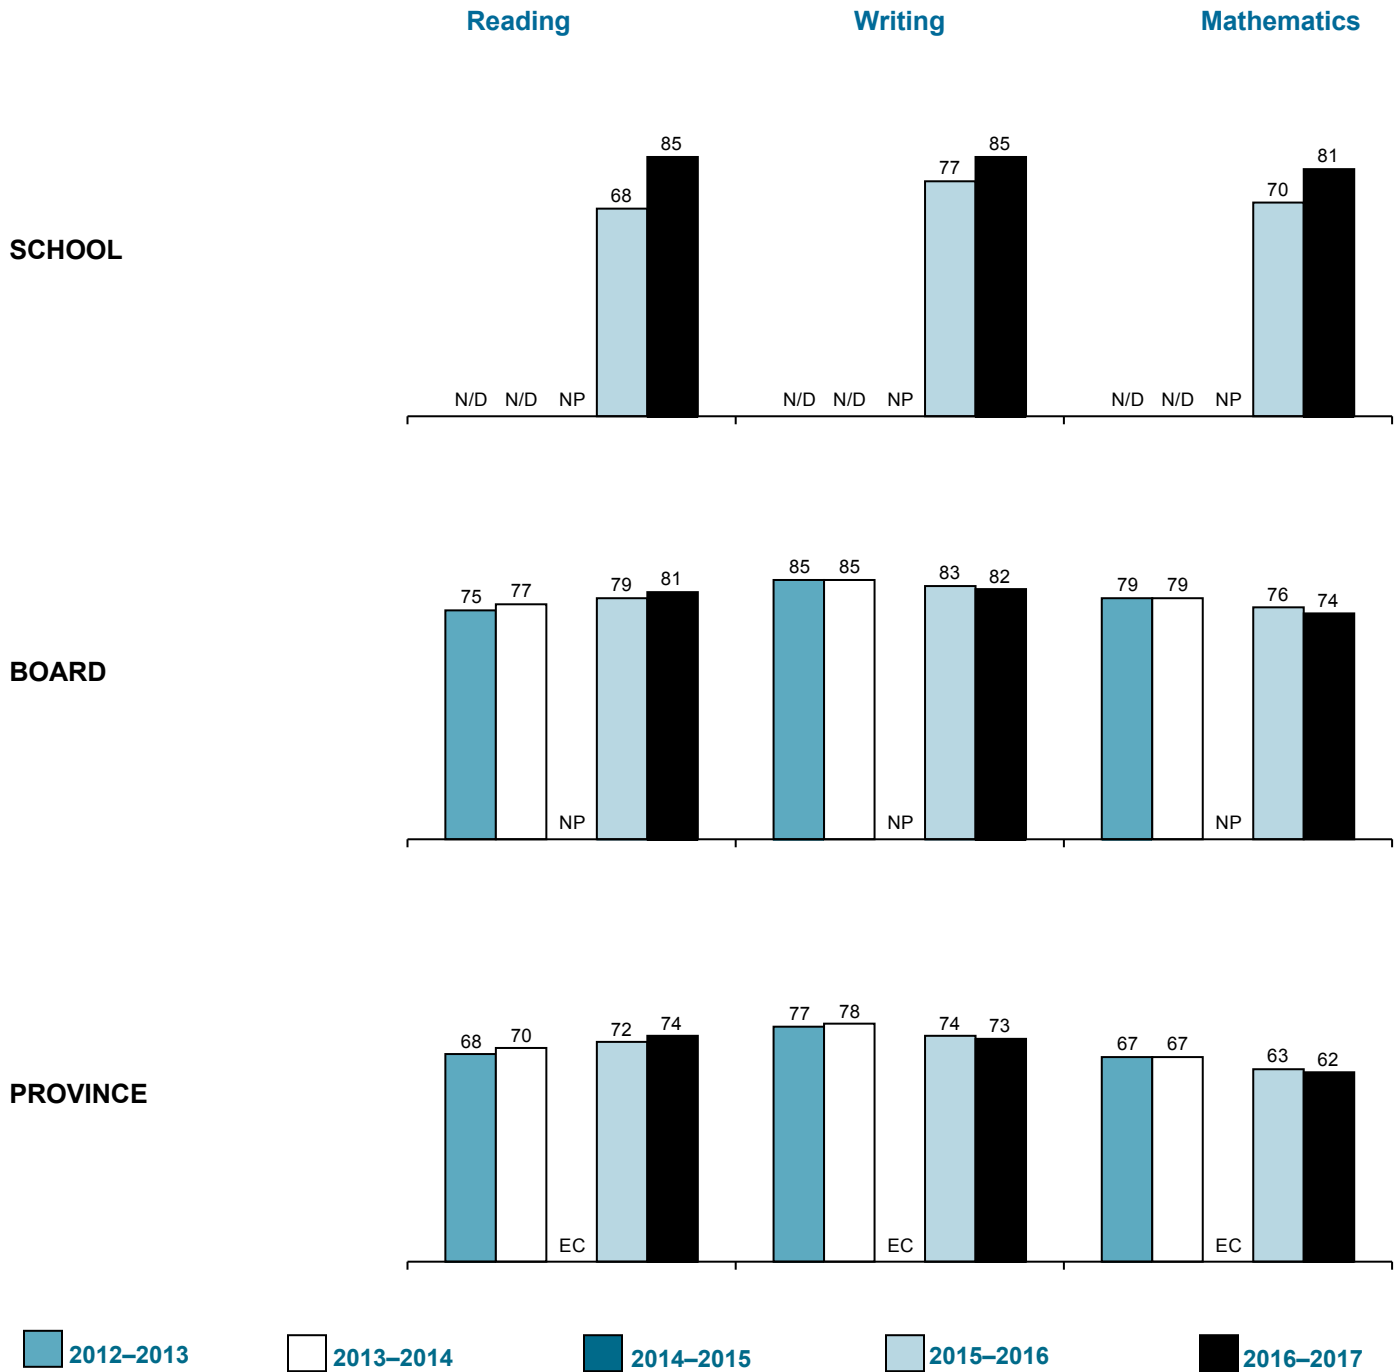 Reading Writing Mathematics
SCHOOL
N/D N/D NP 68 85
N/D N/D NP 77 85
N/D N/D NP 70 81
BOARD
75 77 NP 79 81
85 85 NP 83 82
79 79 NP 76 74
PROVINCE
68 70 EC 72 74
77 78 EC 74 73
67 67 EC 63 62
2012–2013 2013–2014 2014–2015 2015–2016 2016–2017